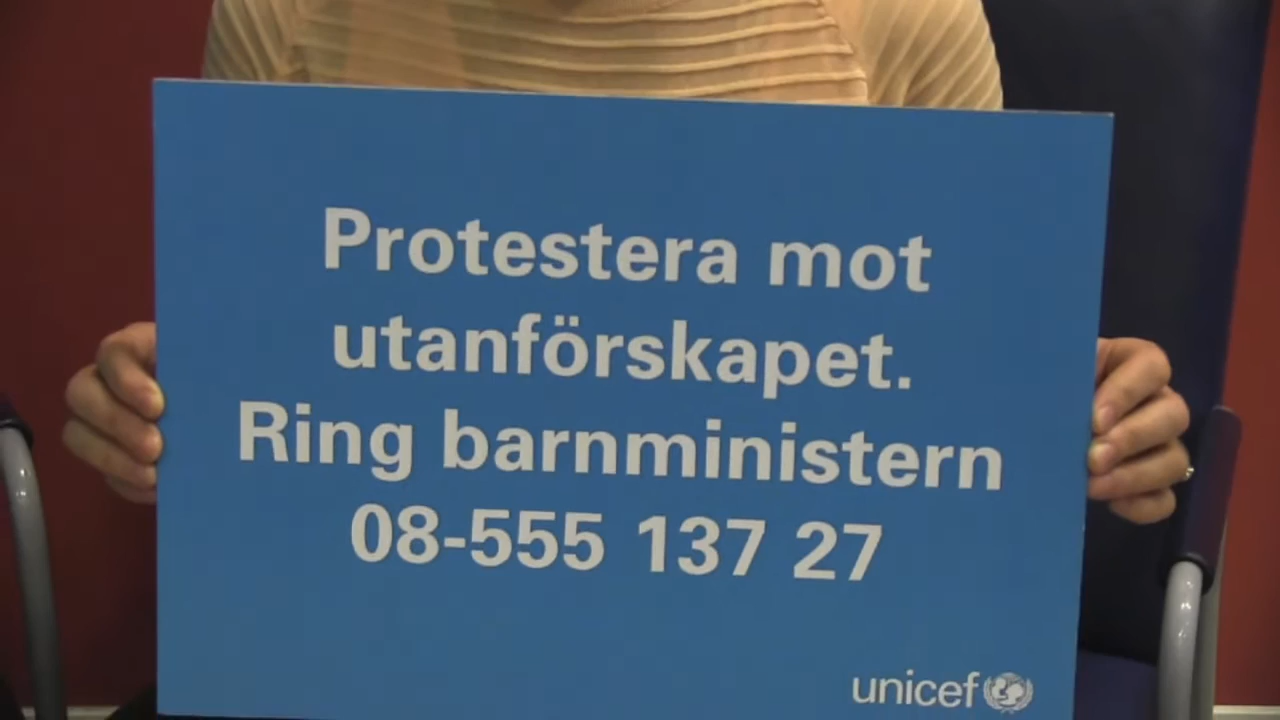 Protestera mot
utanförskapet.
Ring barnministern
08-555 137 27
unicef